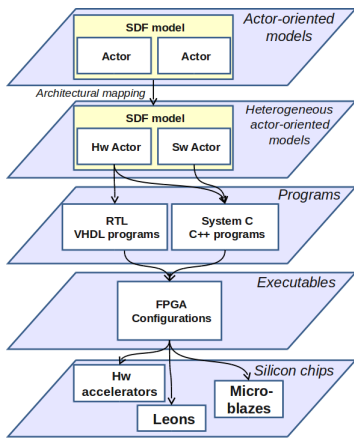 Actor-oriented
models
SDF model
Actor
Actor
Architectural mapping
Heterogeneous
actor-oriented
models
SDF model
Hw Actor
Sw Actor
Programs
RTL
VHDL programs
System C
C++ programs
Executables
FPGA
Configurations
Silicon chips
Hw
accelerators
Leons
Micro-
blazes